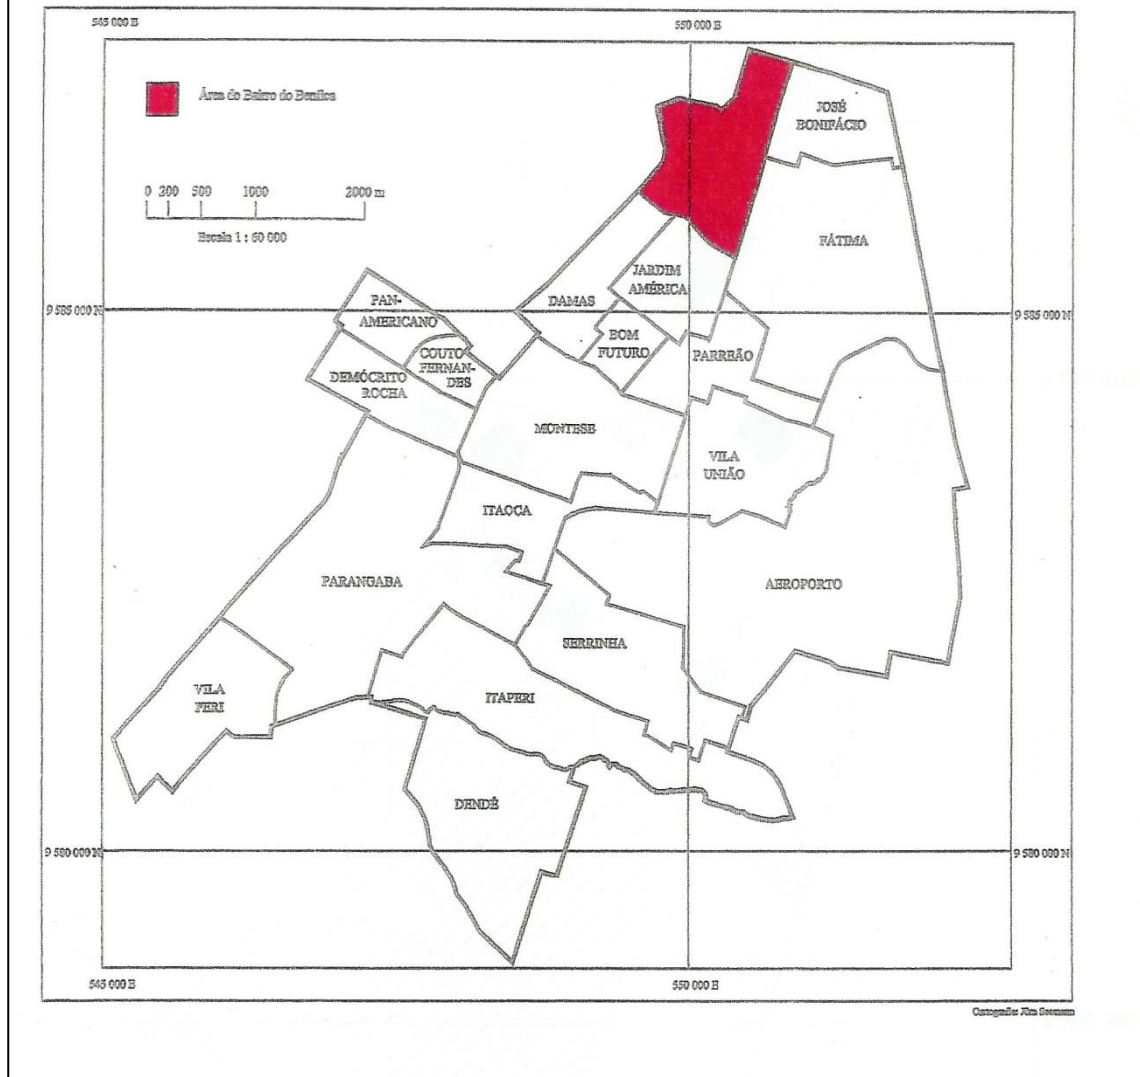 545 000 E
550 000 E
Área do Bairro do Benfica
0 200 500 1000 2000 m
Escala 1 : 60 000
JOSÉ
BONIFÁCIO
FÁTIMA
JARDIM
AMÉRICA
DAMAS
9 585 000 N
9 585 000 N
PAN-
AMERICANO
BOM
FUTURO
PARREÃO
COUTO
FERNAN-
DES
DEMÓCRITO
ROCHA
MONTESE
VILA
UNIÃO
ITAOCA
PARANGABA
AEROPORTO
SERRINHA
VILA
PERI
ITAPERI
DENDÊ
9 580 000 N
9 580 000 N
545 000 E
550 000 E
Cartografia: Jörn Seemann